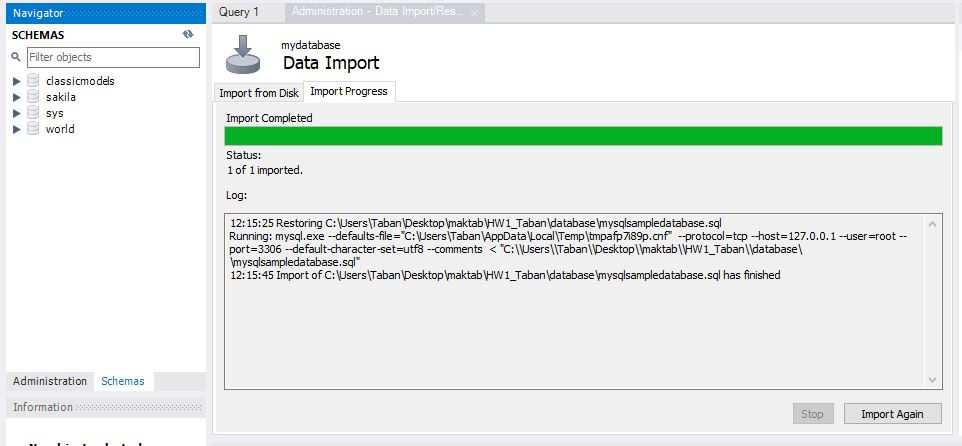 Navigator
SCHEMAS
Filter objects
classicmodels
sakila
sys
world
Administration Schemas
Information
Query 1 Administration - Data Import/Res...
mydatabase
Data Import
Import from Disk Import Progress
Import Completed
Status:
1 of 1 imported.
Log:
12:15:25 Restoring C:\Users\Taban\Desktop\maktab\HW1_Taban\database\mysqlsampledatabase.sql
Running: mysql.exe --defaults-file="C:\Users\Taban\AppData\Local\Temp\tmpafp7i89p.cnf" --protocol=tcp --host=127.0.0.1 --user=root --
port=3306 --default-character-set=utf8 --comments < "C:\\Users\\Taban\\Desktop\\maktab\\HW1_Taban\\database\
\mysqlsampledatabase.sql"
12:15:45 Import of C:\Users\Taban\Desktop\maktab\HW1_Taban\database\mysqlsampledatabase.sql has finished
Stop Import Again